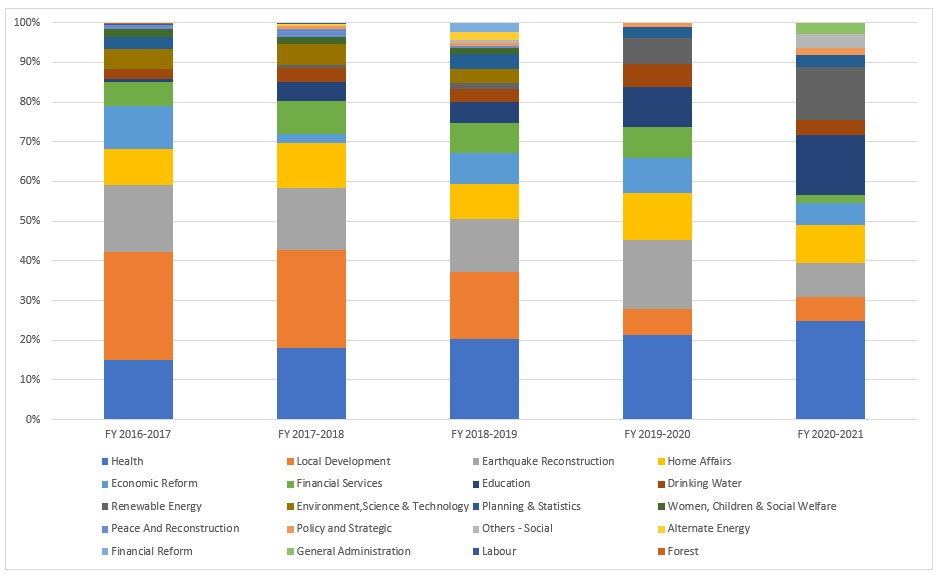 100%
90%
80%
70%
60%
50%
40%
30%
20%
10%
0%
FY 2016-2017 FY 2017-2018 FY 2018-2019 FY 2019-2020 FY 2020-2021
Health Local Development Earthquake Reconstruction Home Affairs
Economic Reform Financial Services Education Drinking Water
Renewable Energy Environment,Science & Technology Planning & Statistics Women, Children & Social Welfare
Peace And Reconstruction Policy and Strategic Others - Social Alternate Energy
Financial Reform General Administration Labour Forest